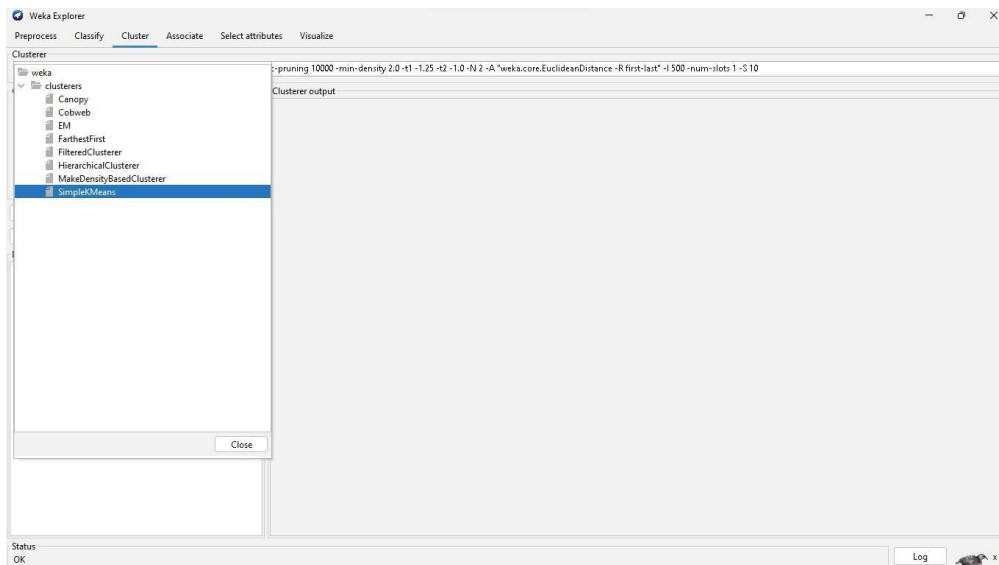 Weka Explorer
Preprocess Classify Cluster Associate Select attributes Visualize
Clusterer
-pruning 10000 -min-density 2.0 -t1 -1.25 -t2 -1.0 -N 2 -A "weka.core.EuclideanDistance -R first-last" -I 500 -num-slots 1 -S 10
weka
clusterers
Clusterer output
Canopy
Cobweb
EM
FarthestFirst
FilteredClusterer
HierarchicalClusterer
MakeDensityBasedClusterer
SimpleKMeans
Close
Status
OK
Log
x